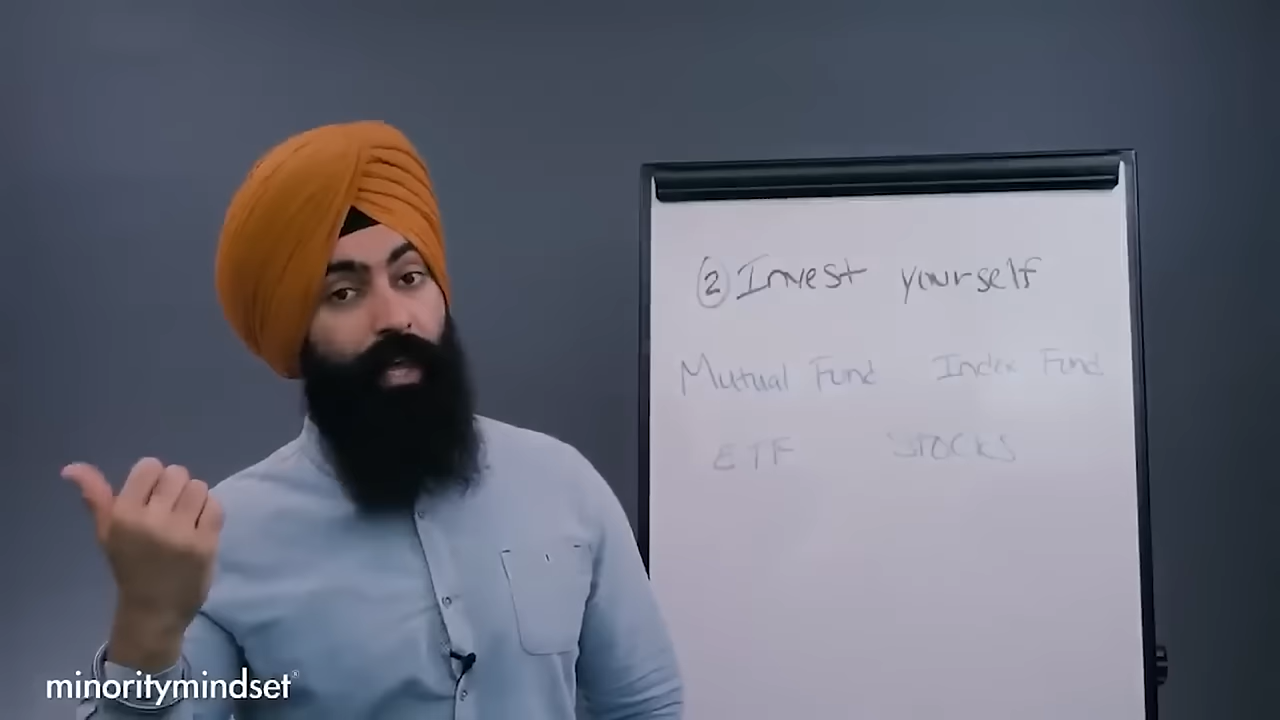 ② Invest yourself
Mutual Fund Index Fund
ETF STOCKS
minoritymindset®